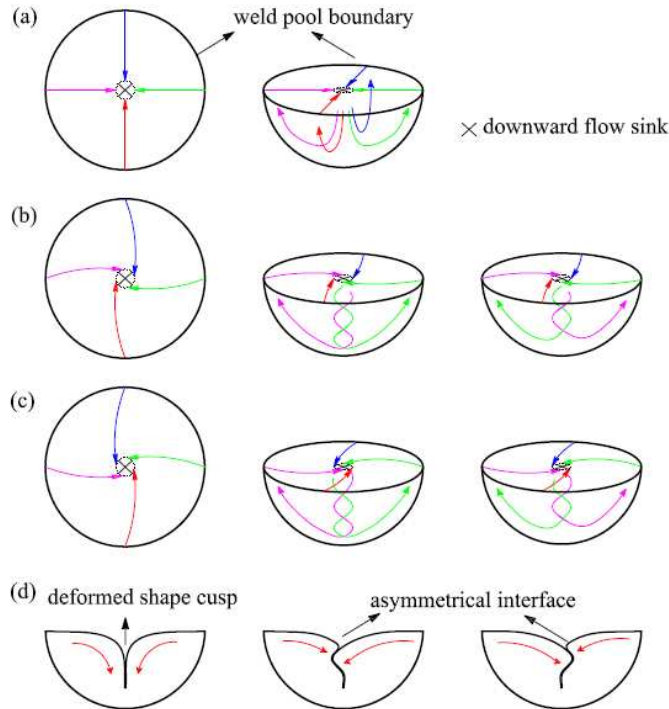 (a)
weld pool boundary
downward flow sink
(b)
(c)
(d)
deformed shape cusp
asymmetrical interface